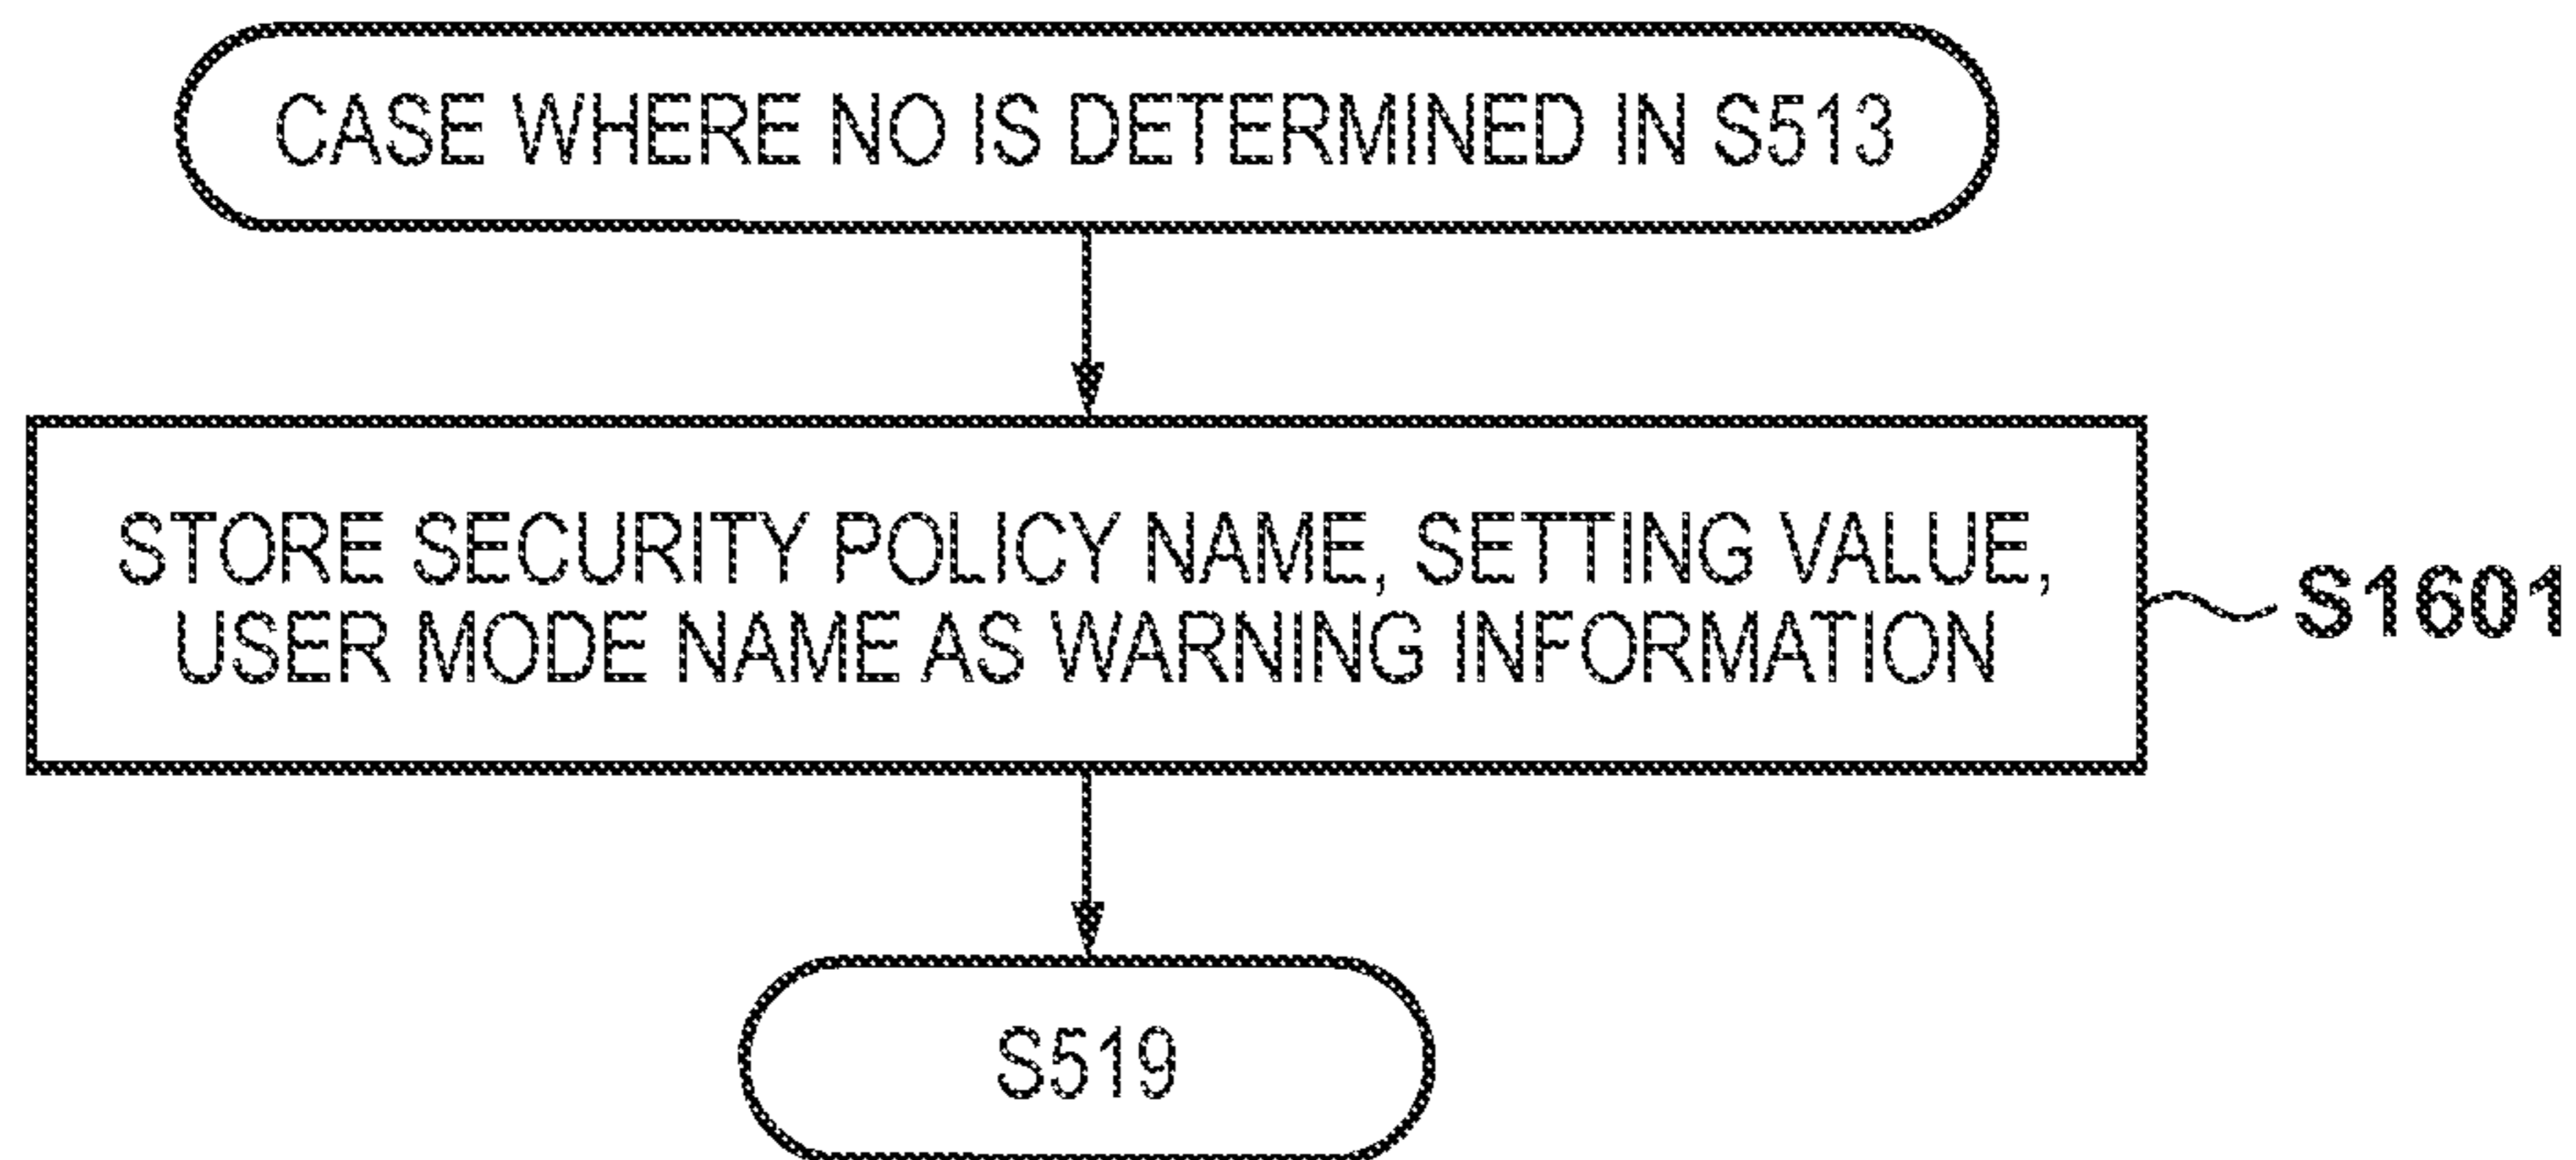 CASE WHERE NO IS DETERMINED IN S513
STORE SECURITY POLICY NAME, SETTING VALUE,
USER MODE NAME AS WARNING INFORMATION
S1601
S519